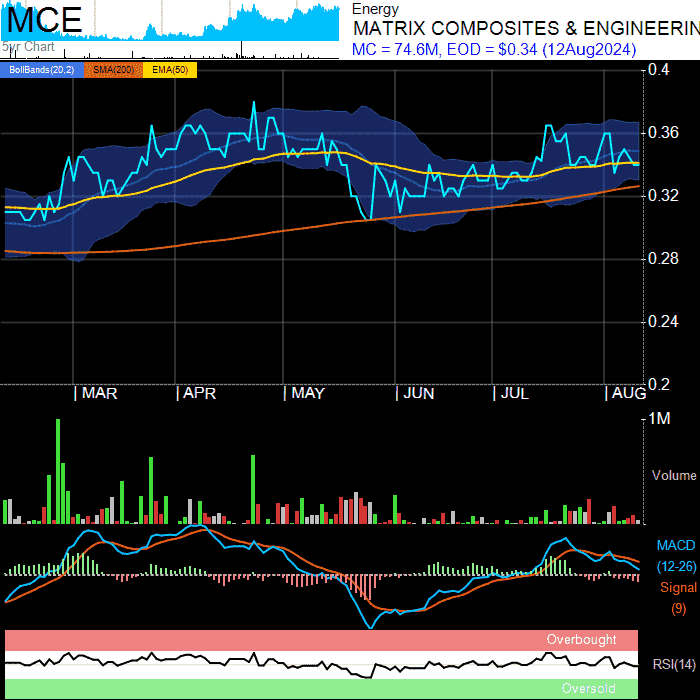 MCE
5yr Chart
Energy
MATRIX COMPOSITES & ENGINEERIN
MC = 74.6M, EOD = $0.34 (12Aug2024)
BollBands(20,2) SMA(200) EMA(50)
0.4
0.36
0.32
0.28
0.24
0.2
MAR APR MAY JUN JUL AUG
1M
Volume
MACD
(12-26)
Signal
(9)
Overbought
RSI(14)
Oversold